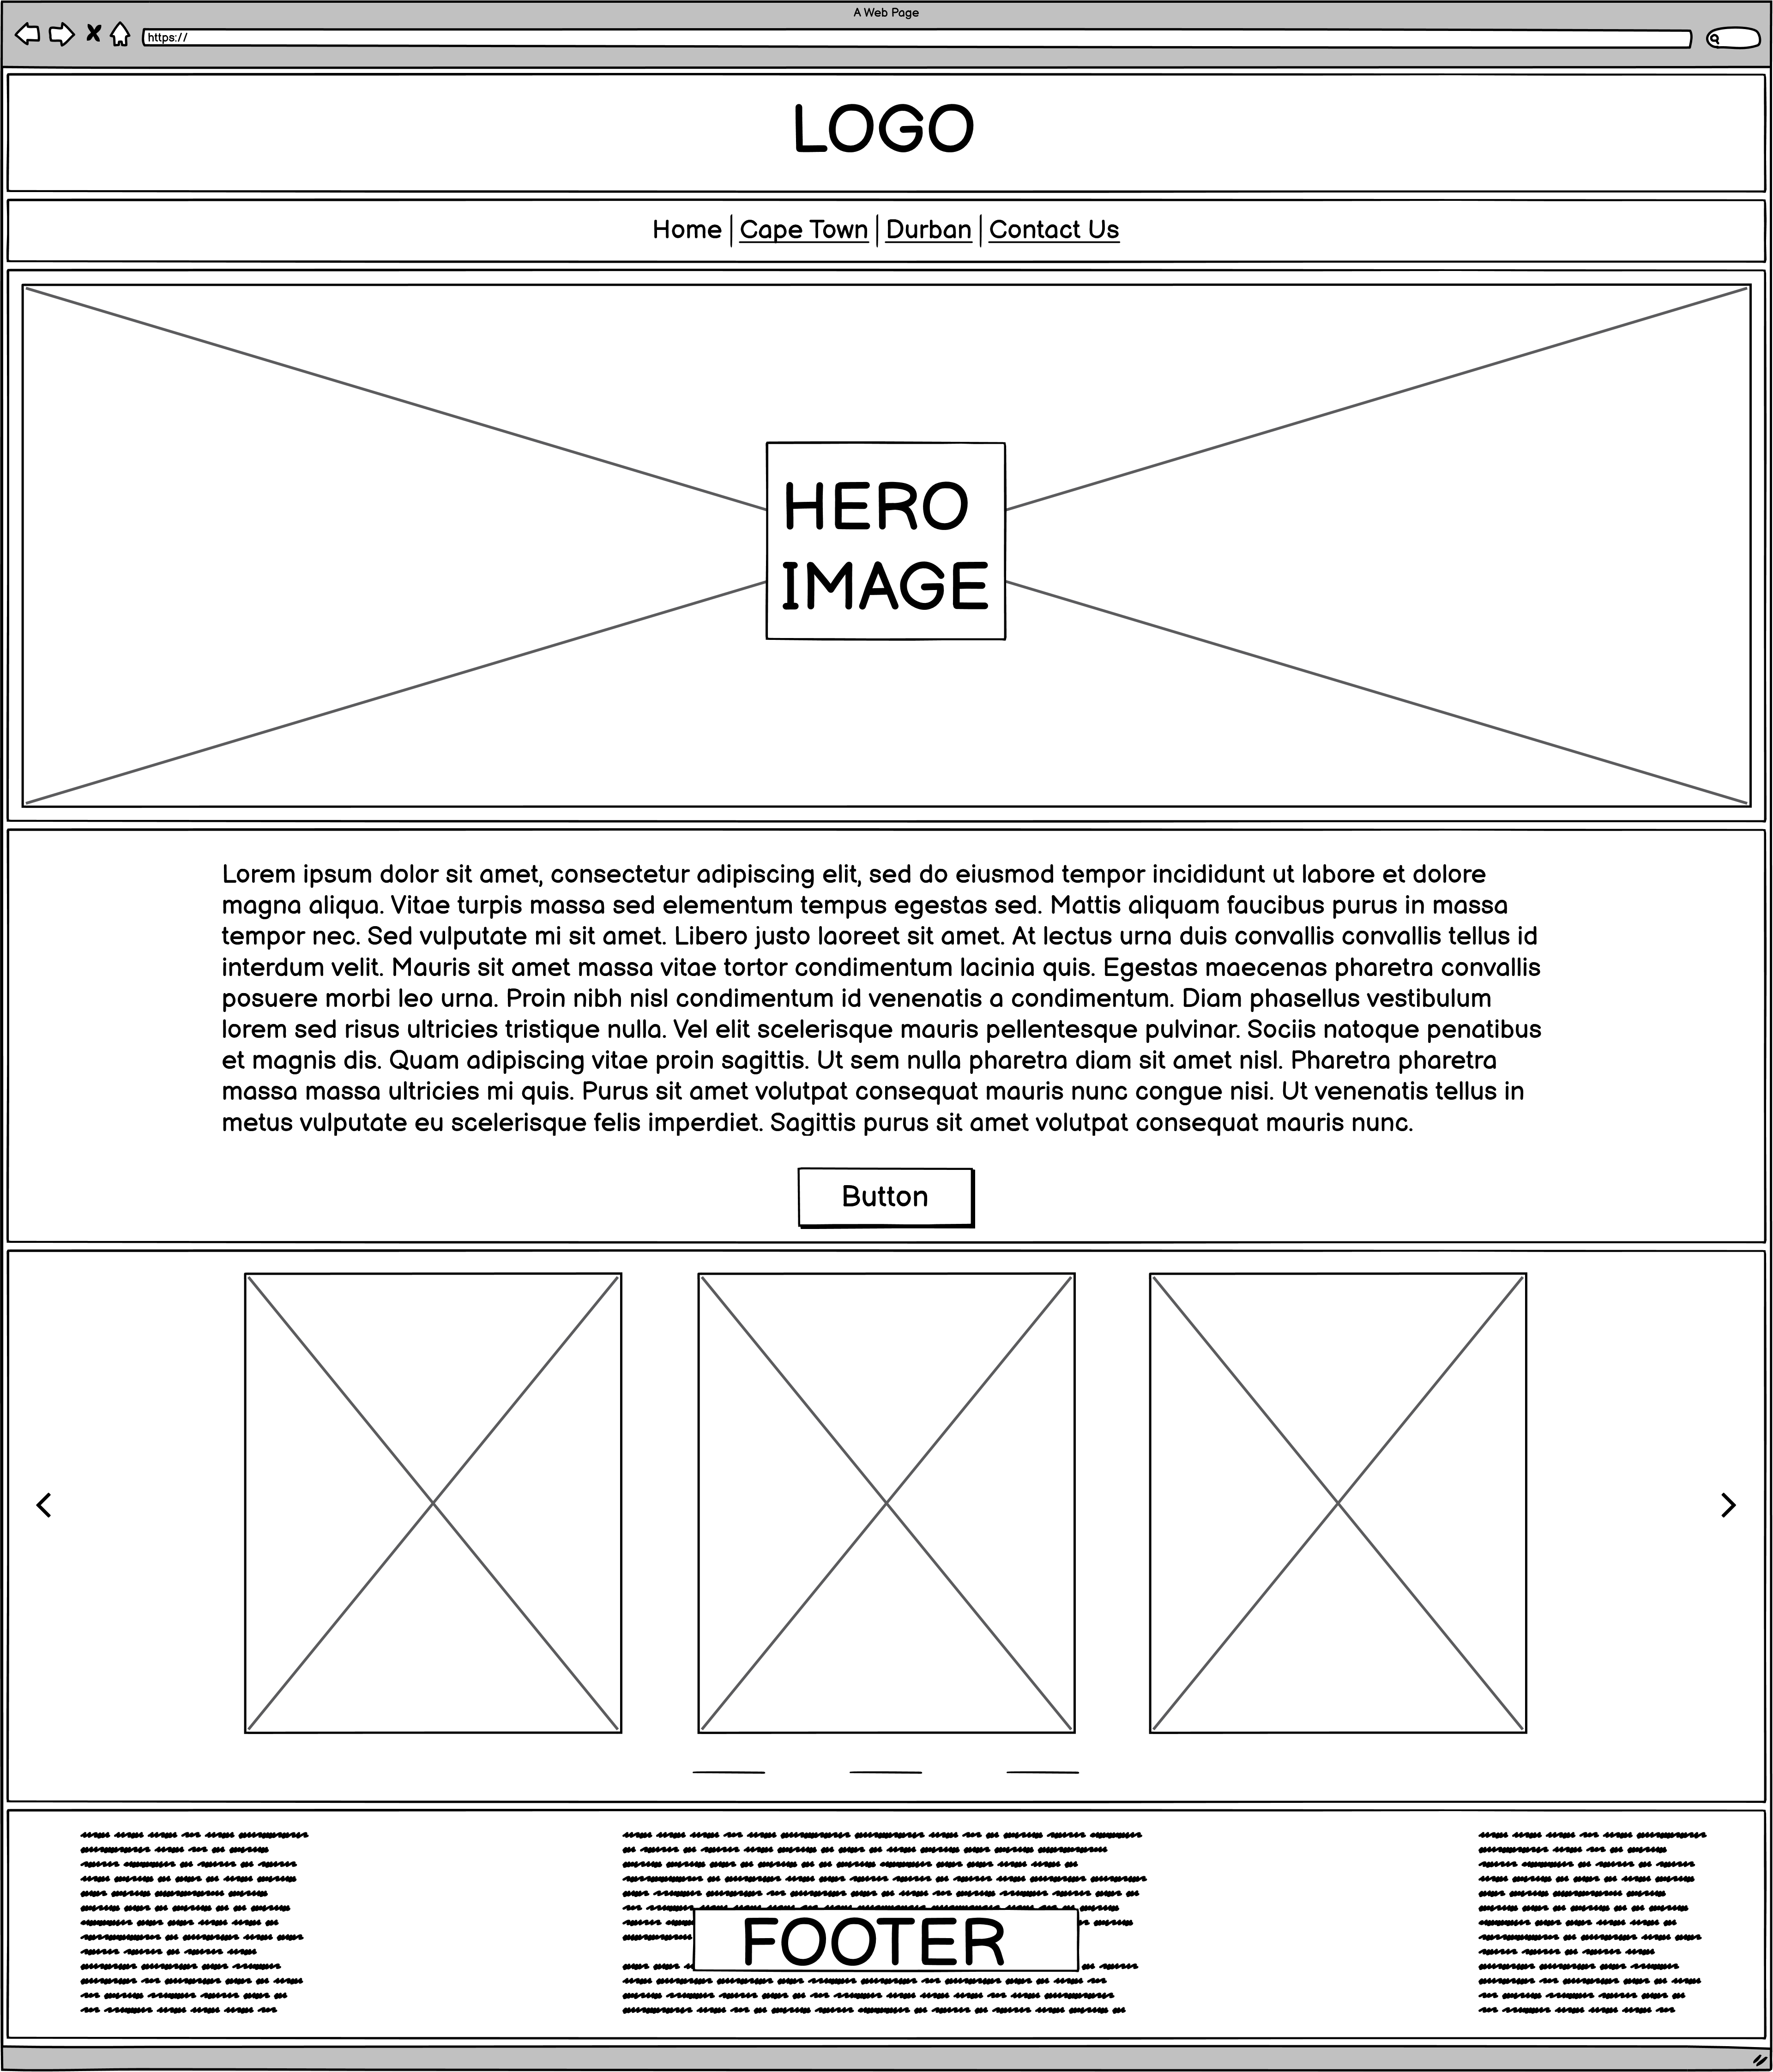 A Web Page
https://
LOGO
Home | Cape Town | Durban | Contact Us
HERO
IMAGE
Lorem ipsum dolor sit amet, consectetur adipiscing elit, sed do eiusmod tempor incididunt ut labore et dolore
magna aliqua. Vitae turpis massa sed elementum tempus egestas sed. Mattis aliquam faucibus purus in massa
tempor nec. Sed vulputate mi sit amet. Libero justo laoreet sit amet. At lectus urna duis convallis convallis tellus id
interdum velit. Mauris sit amet massa vitae tortor condimentum lacinia quis. Egestas maecenas pharetra convallis
posuere morbi leo urna. Proin nibh nisl condimentum id venenatis a condimentum. Diam phasellus vestibulum
lorem sed risus ultricies tristique nulla. Vel elit scelerisque mauris pellentesque pulvinar. Sociis natoque penatibus
et magnis dis. Quam adipiscing vitae proin sagittis. Ut sem nulla pharetra diam sit amet nisl. Pharetra pharetra
massa massa ultricies mi quis. Purus sit amet volutpat consequat mauris nunc congue nisi. Ut venenatis tellus in
metus vulputate eu scelerisque felis imperdiet. Sagittis purus sit amet volutpat consequat mauris nunc.
Button
FOOTER